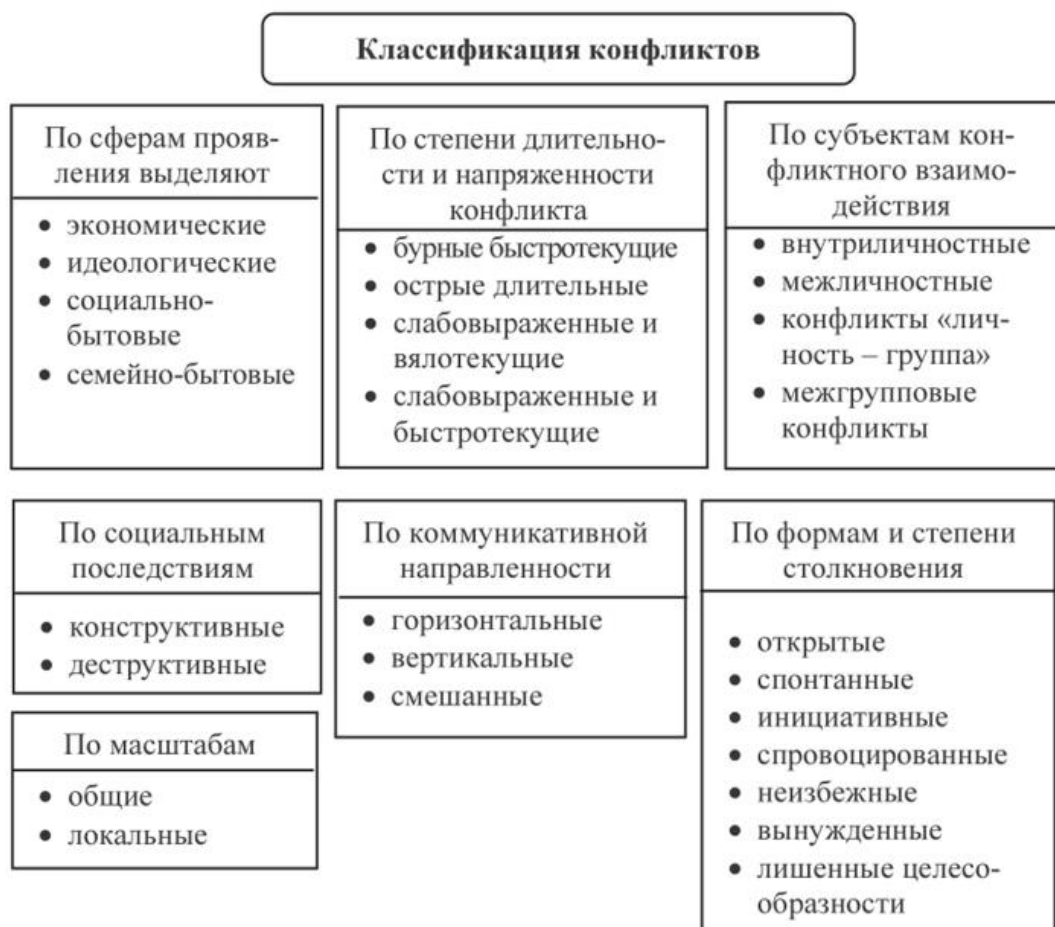 Классификация конфликтов
По сферам прояв-
ления выделяют
• экономические
• идеологические
• социально-
бытовые
• семейно-бытовые
По степени длительно-
сти и напряженности
конфликта
• бурные быстротекущие
• острые длительные
• слабовыраженные и
вялотекущие
• слабовыраженные и
быстротекущие
По субъектам кон-
фликтного взаимо-
действия
• внутриличностные
• межличностные
• конфликты «лич-
ность – группа»
• межгрупповые
конфликты
По социальным
последствиям
• конструктивные
• деструктивные
По масштабам
• общие
• локальные
По коммуникативной
направленности
• горизонтальные
• вертикальные
• смешанные
По формам и степени
столкновения
• открытые
• спонтанные
• инициативные
• спровоцированные
• неизбежные
• вынужденные
• лишенные целесо-
образности